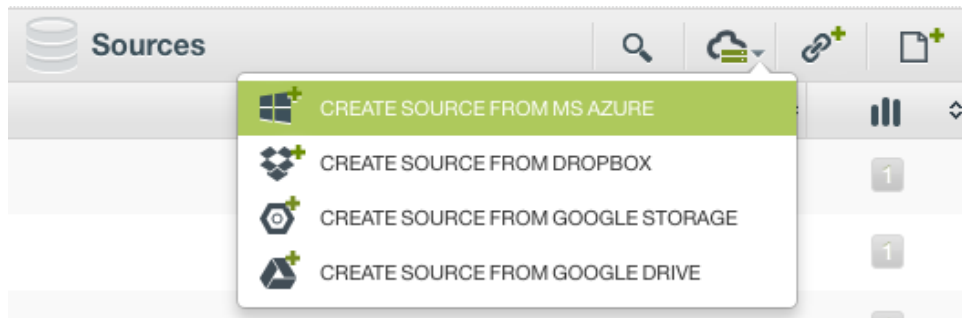 Sources
CREATE SOURCE FROM MS AZURE
CREATE SOURCE FROM DROPBOX
1
CREATE SOURCE FROM GOOGLE STORAGE
1
CREATE SOURCE FROM GOOGLE DRIVE